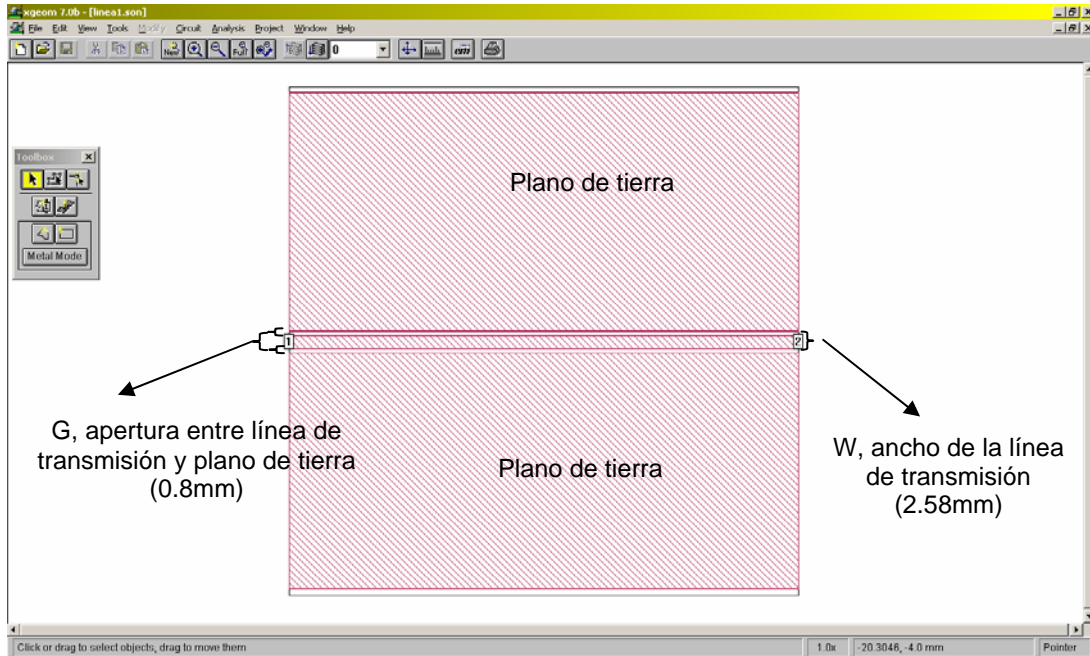 xgeom 7.0b - [linea1.son]
File Edit View Tools Modify Circuit Analysis Project Window Help
New Full 0
Toolbox
Metal Mode
Plano de tierra
1
2
G, apertura entre línea de
transmisión y plano de tierra
(0.8mm)
Plano de tierra
W, ancho de la línea
de transmisión
(2.58mm)
Click or drag to select objects, drag to move them 1.0x -20.3046, -4.0 mm Pointer